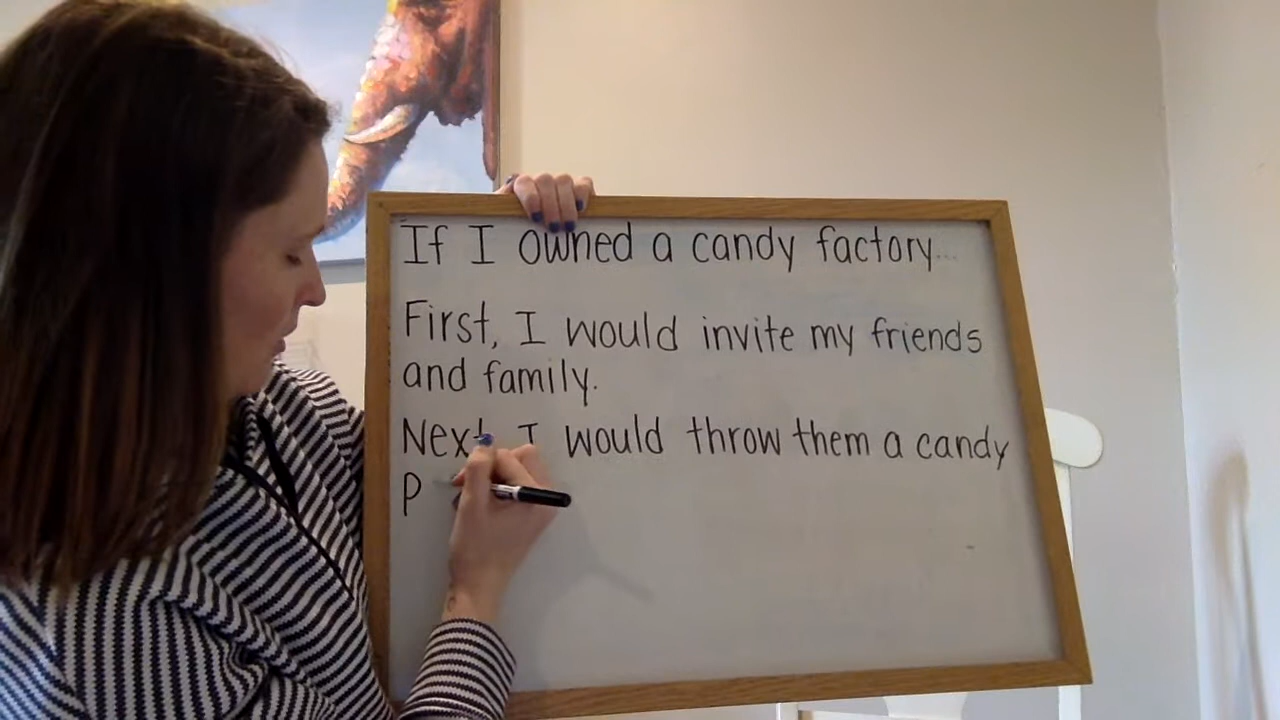 If I owned a candy factory...
First, I would invite my friends
and family.
Next, I would throw them a candy
p